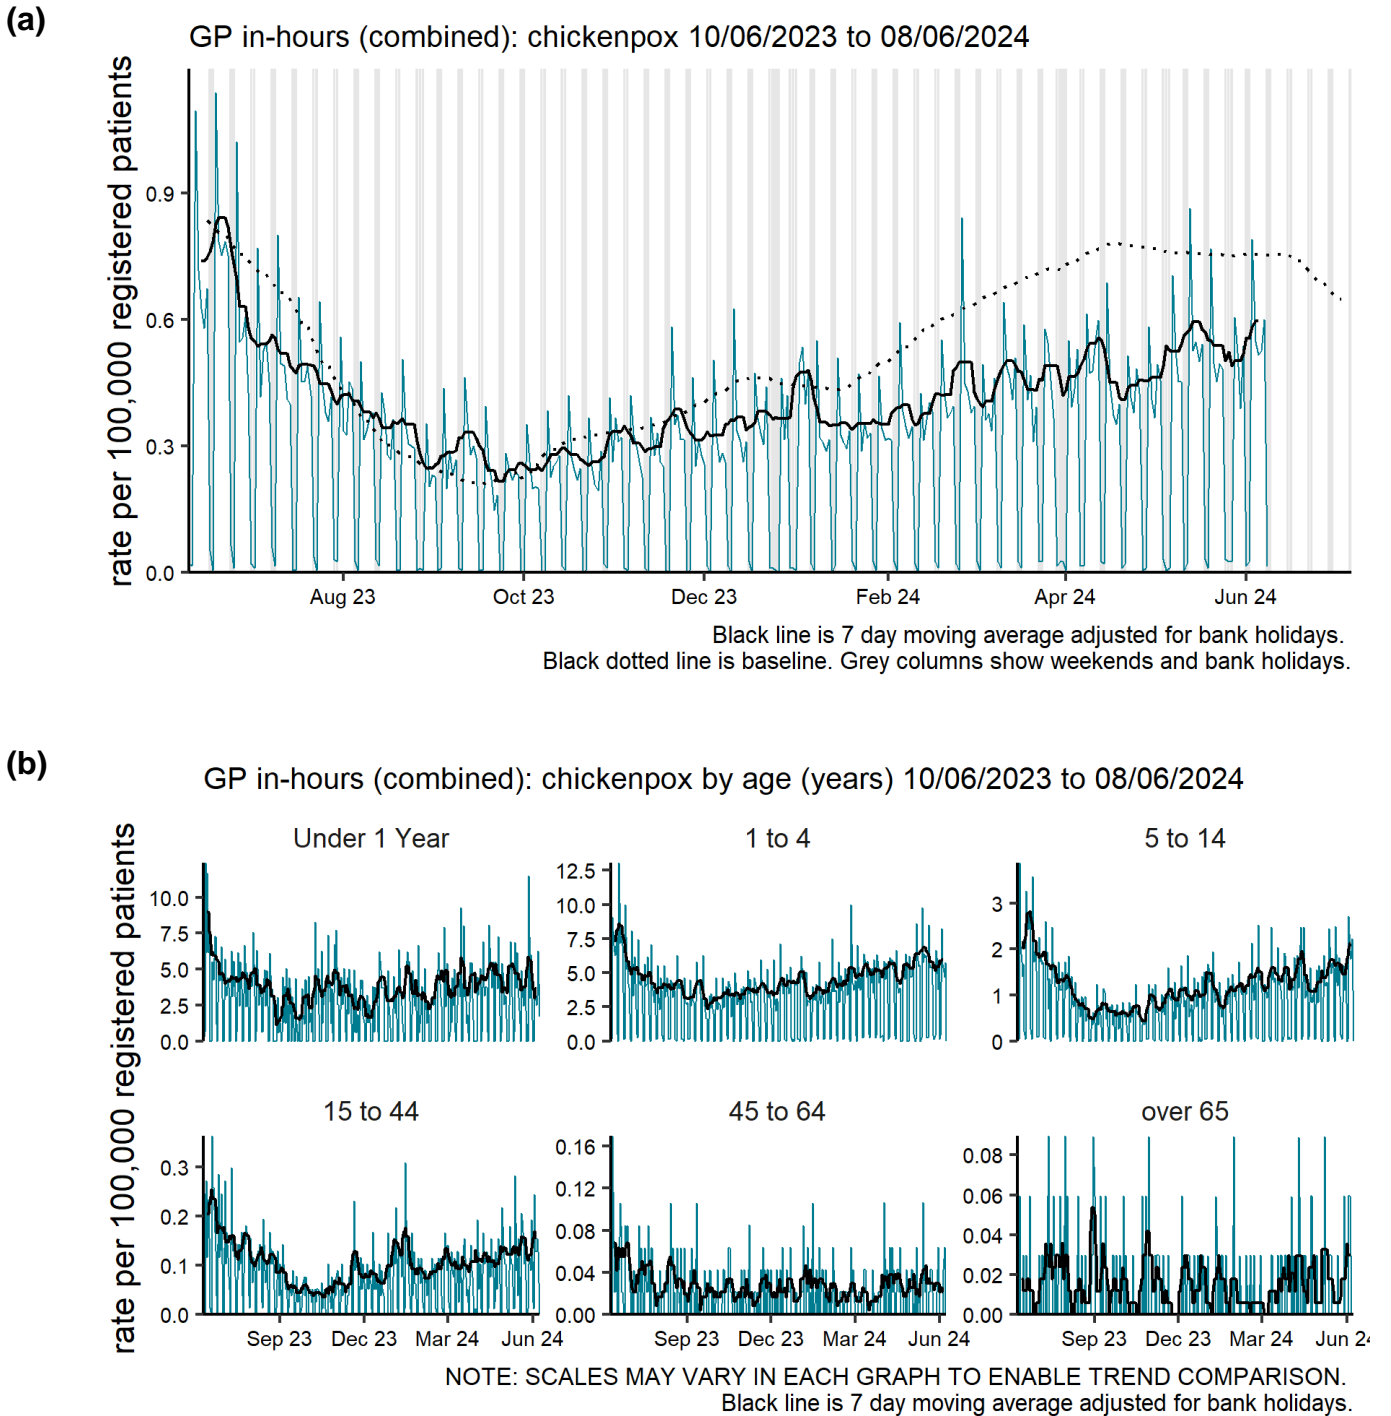 (a)
GP in-hours (combined): chickenpox 10/06/2023 to 08/06/2024
rate per 100,000 registered patients
0.9
0.6
0.3
0.0
Aug 23 Oct 23 Dec 23 Feb 24 Apr 24 Jun 24
Black line is 7 day moving average adjusted for bank holidays.
Black dotted line is baseline. Grey columns show weekends and bank holidays.
(b)
GP in-hours (combined): chickenpox by age (years) 10/06/2023 to 08/06/2024
rate per 100,000 registered patients
Under 1 Year
10.0
7.5
5.0
2.5
0.0
1 to 4
12.5
10.0
7.5
5.0
2.5
0.0
5 to 14
3
2
1
0
15 to 44
0.3
0.2
0.1
0.0
Sep 23 Dec 23 Mar 24 Jun 24
45 to 64
0.16
0.12
0.08
0.04
0.00
Sep 23 Dec 23 Mar 24 Jun 24
over 65
0.08
0.06
0.04
0.02
0.00
Sep 23 Dec 23 Mar 24 Jun 24
NOTE: SCALES MAY VARY IN EACH GRAPH TO ENABLE TREND COMPARISON.
Black line is 7 day moving average adjusted for bank holidays.